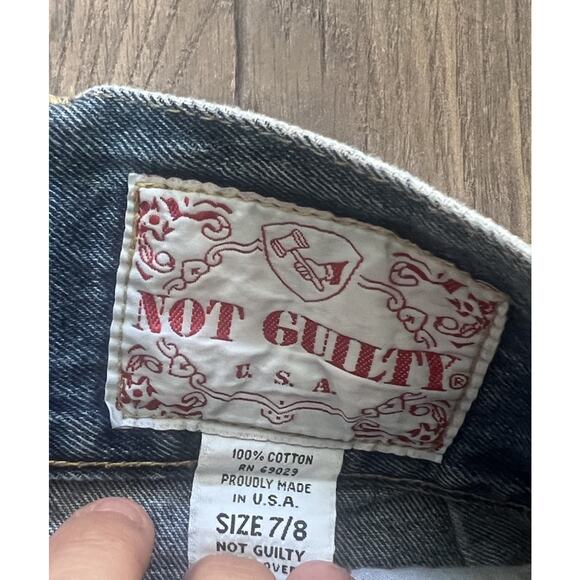 NOT GUILTY®
U.S.A.
100% COTTON
RN 69029
PROUDLY MADE
IN U.S.A.
SIZE 7/8
NOT GUILTY